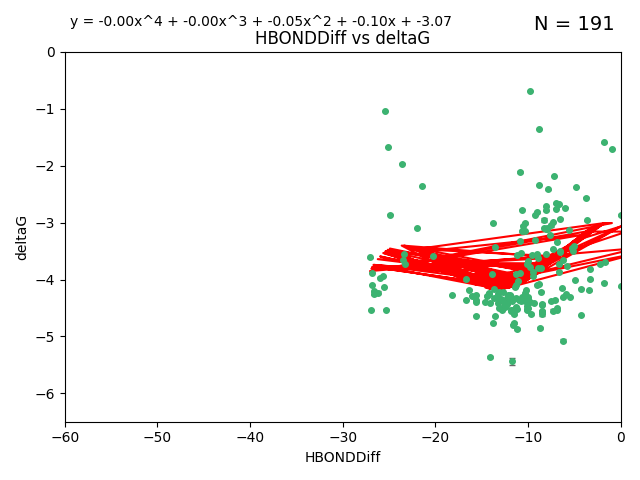 y = -0.00x^4 + -0.00x^3 + -0.05x^2 + -0.10x + -3.07
N = 191
HBONDDiff vs deltaG
0
−1
−2
−3
−4
−5
−6
deltaG
−60 −50 −40 −30 −20 −10 0
HBONDDiff